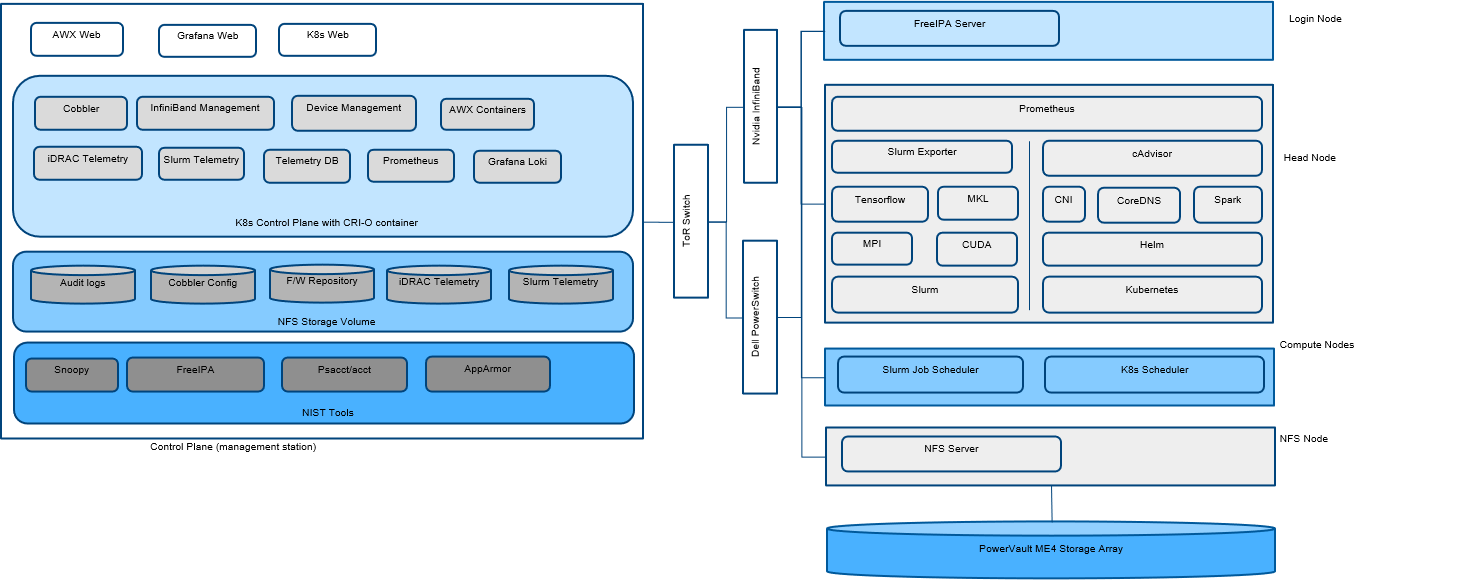 AWX Web
Grafana Web
K8s Web
Cobbler
InfiniBand Management
Device Management
AWX Containers
iDRAC Telemetry
Slurm Telemetry
Telemetry DB
Prometheus
Grafana Loki
K8s Control Plane with CRI-O container
Audit logs
Cobbler Config
F/W Repository
iDRAC Telemetry
Slurm Telemetry
NFS Storage Volume
Snoopy
FreeIPA
Psacct/acct
AppArmor
NIST Tools
Control Plane (management station)
ToR Switch
Nvidia InfiniBand
Dell PowerSwitch
FreeIPA Server
Login Node
Prometheus
Slurm Exporter
cAdvisor
Head Node
Tensorflow
MKL
CNI
CoreDNS
Spark
MPI
CUDA
Helm
Slurm
Kubernetes
Compute Nodes
Slurm Job Scheduler
K8s Scheduler
NFS Node
NFS Server
PowerVault ME4 Storage Array